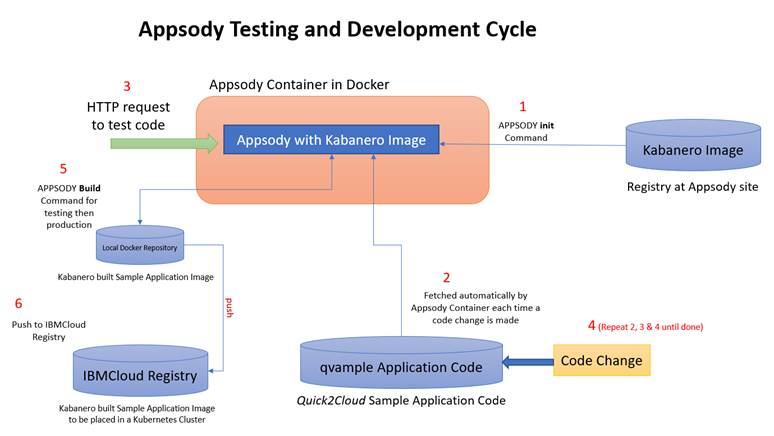 Appsody Testing and Development Cycle
Appsody Container in Docker
3
HTTP request
to test code
Appsody with Kabanero Image
1
APPSODY init
Command
Kabanero Image
Registry at Appsody site
5
APPSODY Build
Command for
testing then
production
Local Docker Repository
Kabanero built Sample Application Image
push
2
Fetched automatically by
Appsody Container each time a
code change is made
6
Push to IBMCloud
Registry
4 (Repeat 2, 3 & 4 until done)
IBMCloud Registry
qvample Application Code
Code Change
Kabanero built Sample Application Image
to be placed in a Kubernetes Cluster
Quick2Cloud Sample Application Code